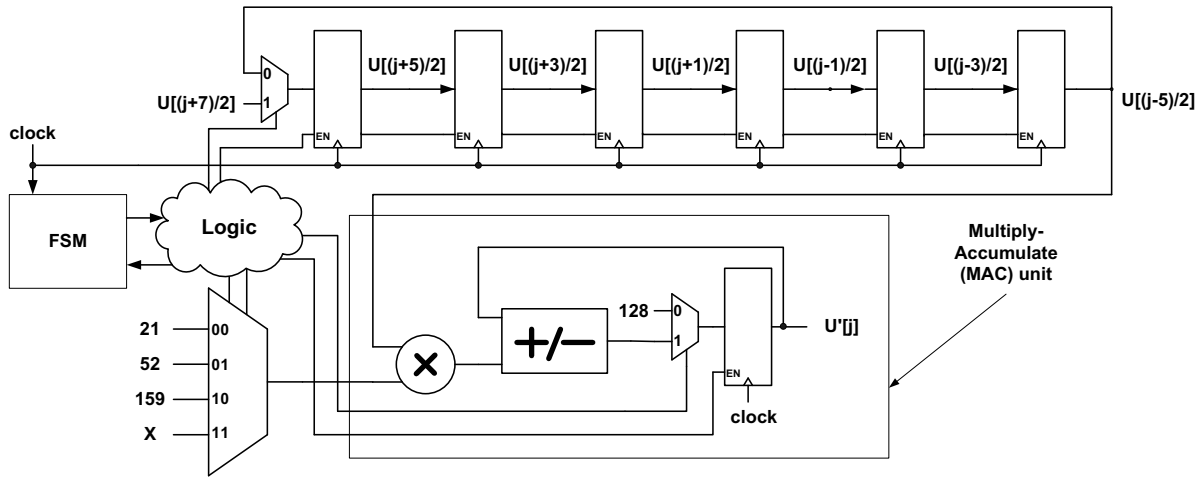 0
1
U[(j+7)/2]
U[(j+5)/2]
U[(j+3)/2]
U[(j+1)/2]
U[(j-1)/2]
U[(j-3)/2]
U[(j-5)/2]
EN
EN
EN
EN
EN
EN
clock
FSM
Logic
Multiply-
Accumulate
(MAC) unit
21
00
52
01
159
10
X
11
×
+/−
128
0
1
EN
U'[j]
clock